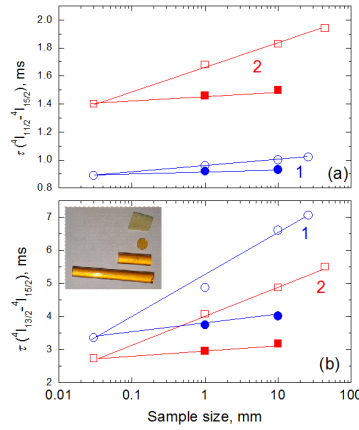 2.0
1.8
1.6
1.4
1.2
1.0
0.8
τ (⁴I₁₁/₂-⁴I₁₅/₂), ms
2
1
(a)
7
6
5
4
3
2
τ (⁴I₁₃/₂-⁴I₁₅/₂), ms
1
2
(b)
0.01 0.1 1 10 100
Sample size, mm